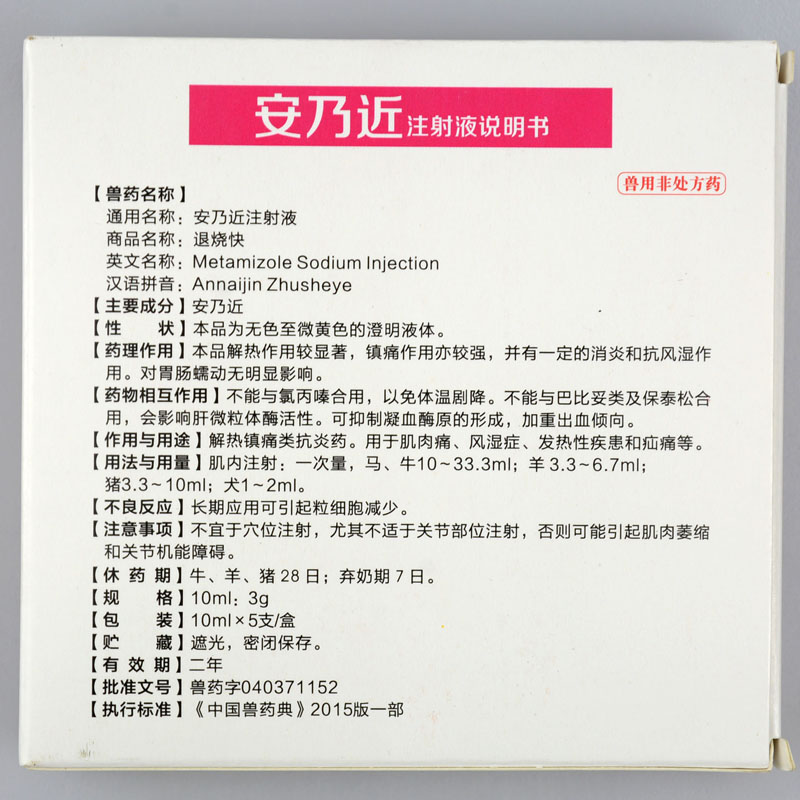 安乃近 注射液说明书
兽用非处方药
【兽药名称】
通用名称：安乃近注射液
商品名称：退烧快
英文名称：Metamizole Sodium Injection
汉语拼音：Annaijin Zhusheye
【主要成分】安乃近
【性 状】本品为无色至微黄色的澄明液体。
【药理作用】本品解热作用较显著，镇痛作用亦较强，并有一定的消炎和抗风湿作
用。对胃肠蠕动无明显影响。
【药物相互作用】不能与氯丙嗪合用，以免体温剧降。不能与巴比妥类及保泰松合
用，会影响肝微粒体酶活性。可抑制凝血酶原的形成，加重出血倾向。
【作用与用途】解热镇痛类抗炎药。用于肌肉痛、风湿症、发热性疾患和疝痛等。
【用法与用量】肌内注射：一次量，马、牛10～33.3ml；羊3.3～6.7ml；
猪3.3～10ml；犬1～2ml。
【不良反应】长期应用可引起粒细胞减少。
【注意事项】不宜于穴位注射，尤其不适于关节部位注射，否则可能引起肌肉萎缩
和关节机能障碍。
【休 药 期】牛、羊、猪28日；弃奶期7日。
【规 格】10ml：3g
【包 装】10ml×5支/盒
【贮 藏】遮光，密闭保存。
【有 效 期】二年
【批准文号】兽药字040371152
【执行标准】《中国兽药典》2015版一部